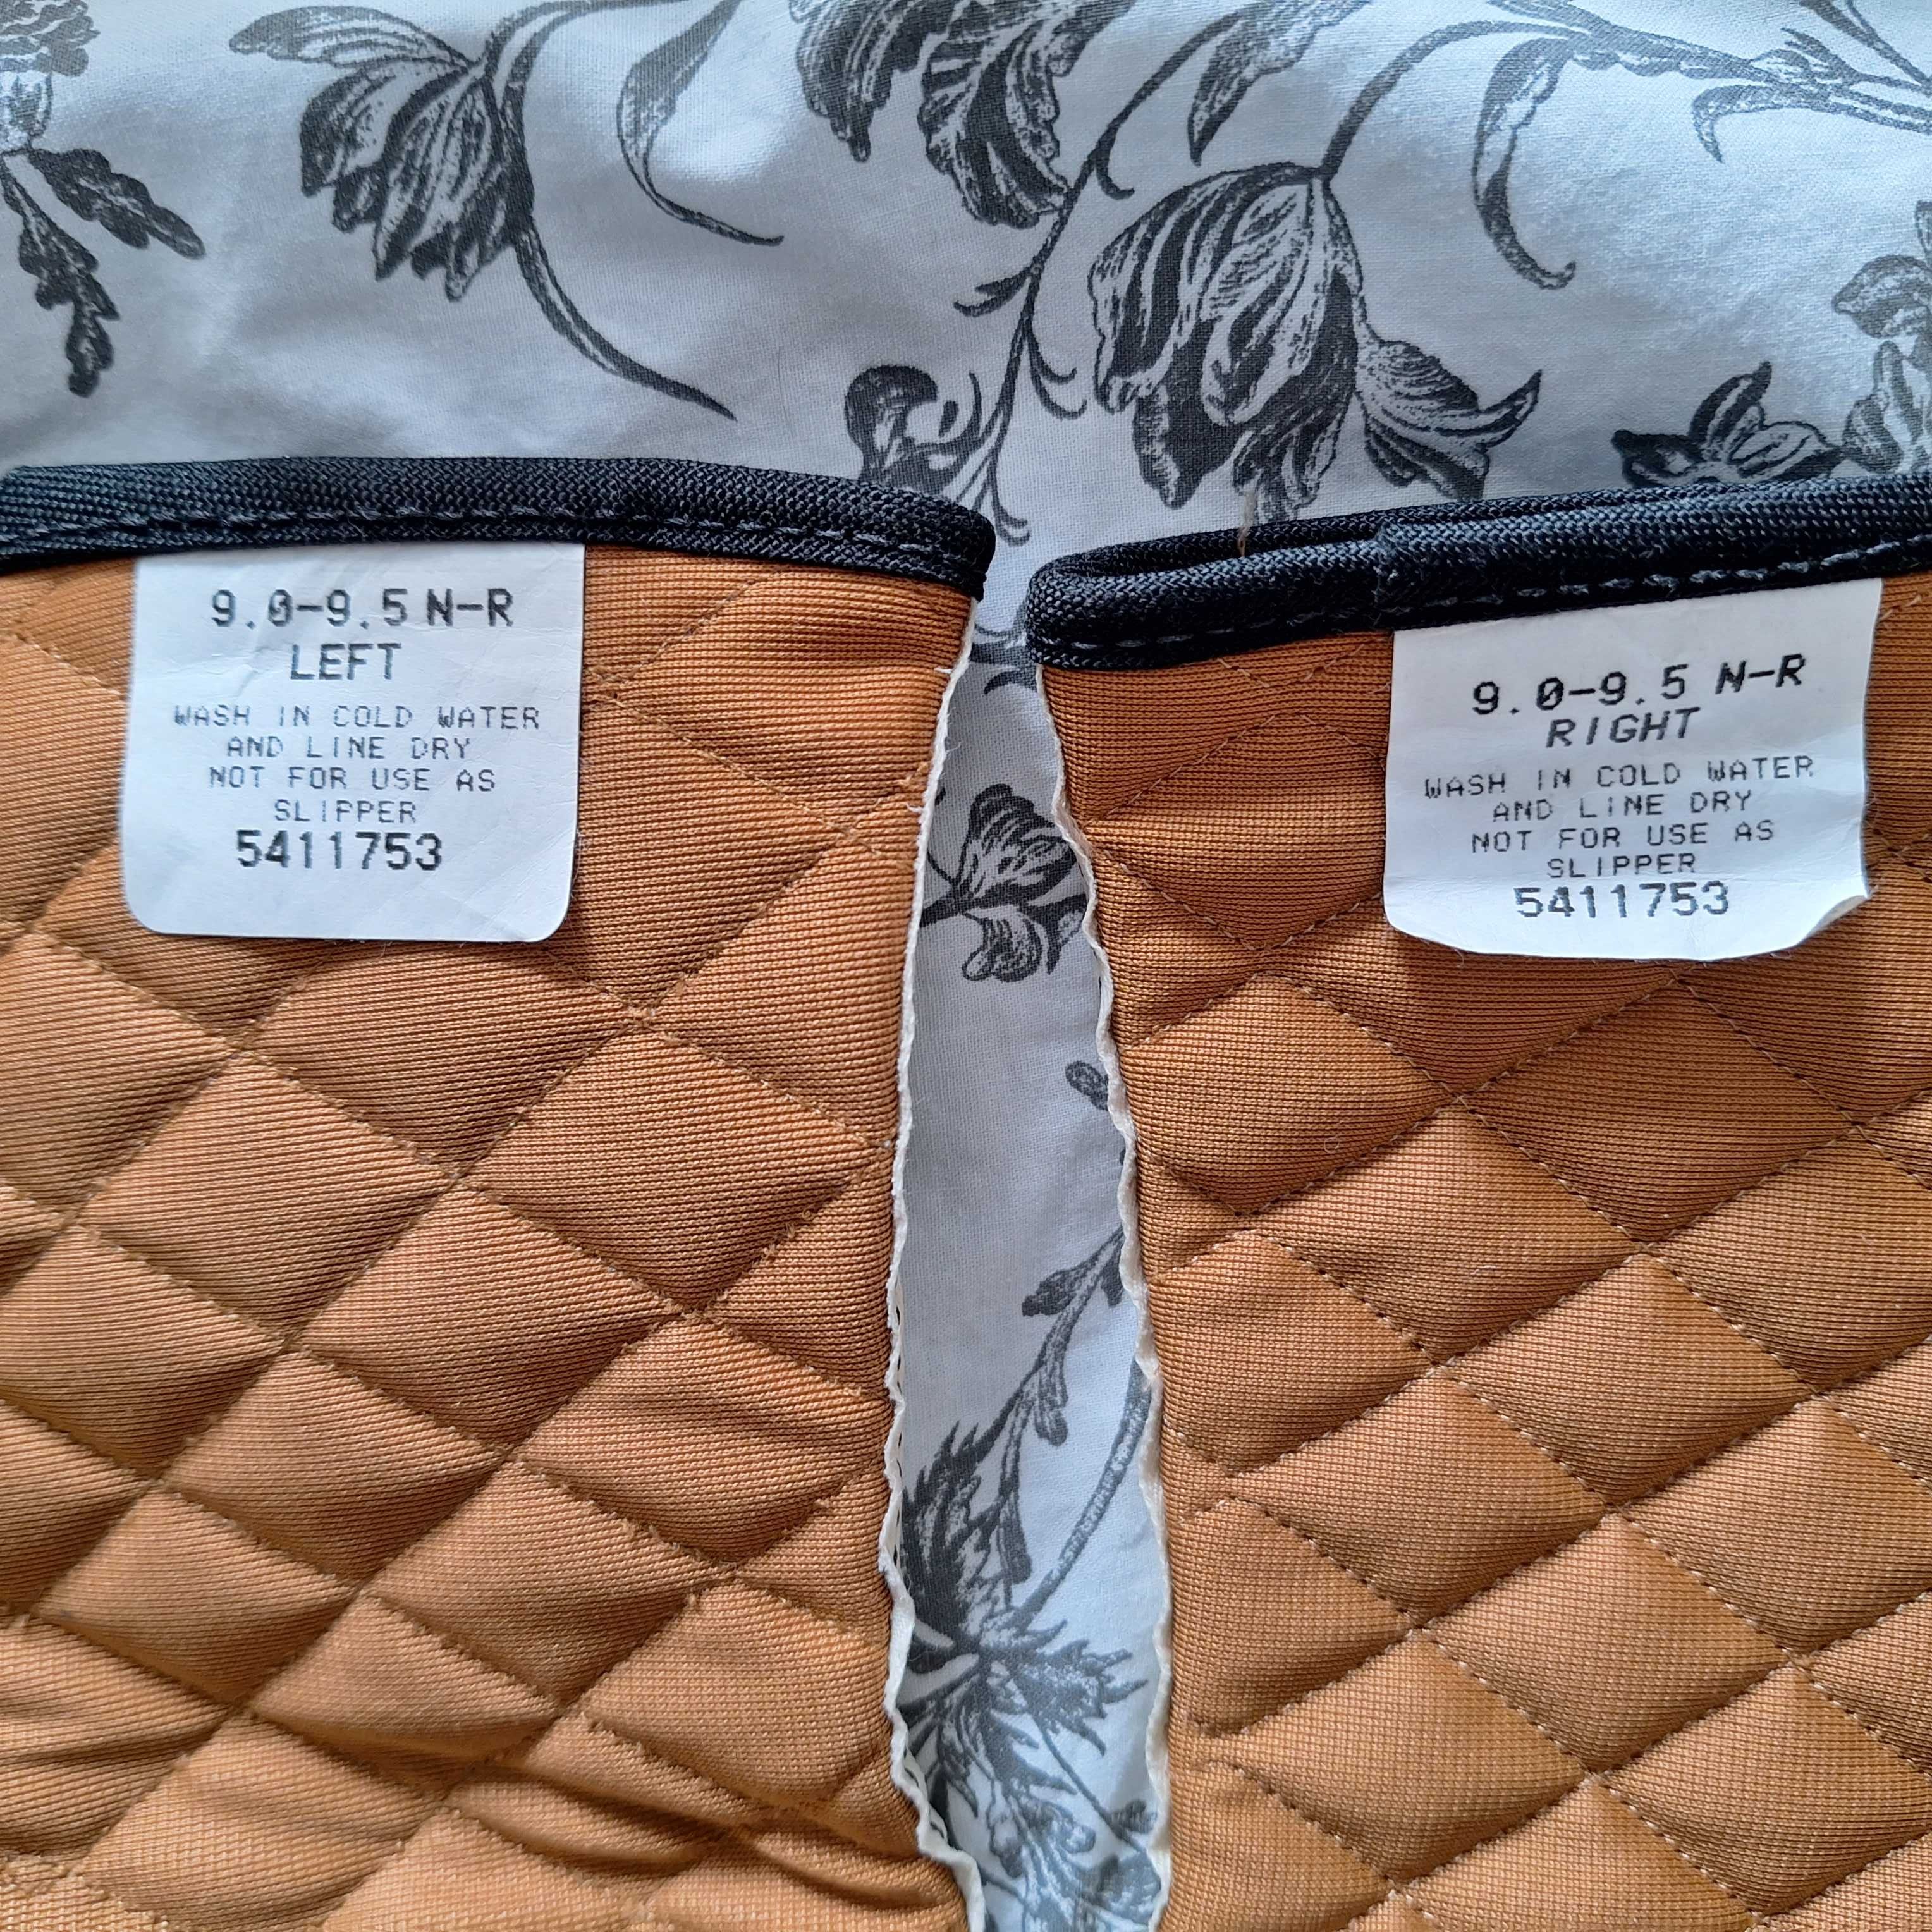 9.0-9.5 N-R
LEFT
WASH IN COLD WATER
AND LINE DRY
NOT FOR USE AS
SLIPPER
5411753
9.0-9.5 N-R
RIGHT
WASH IN COLD WATER
AND LINE DRY
NOT FOR USE AS
SLIPPER
5411753